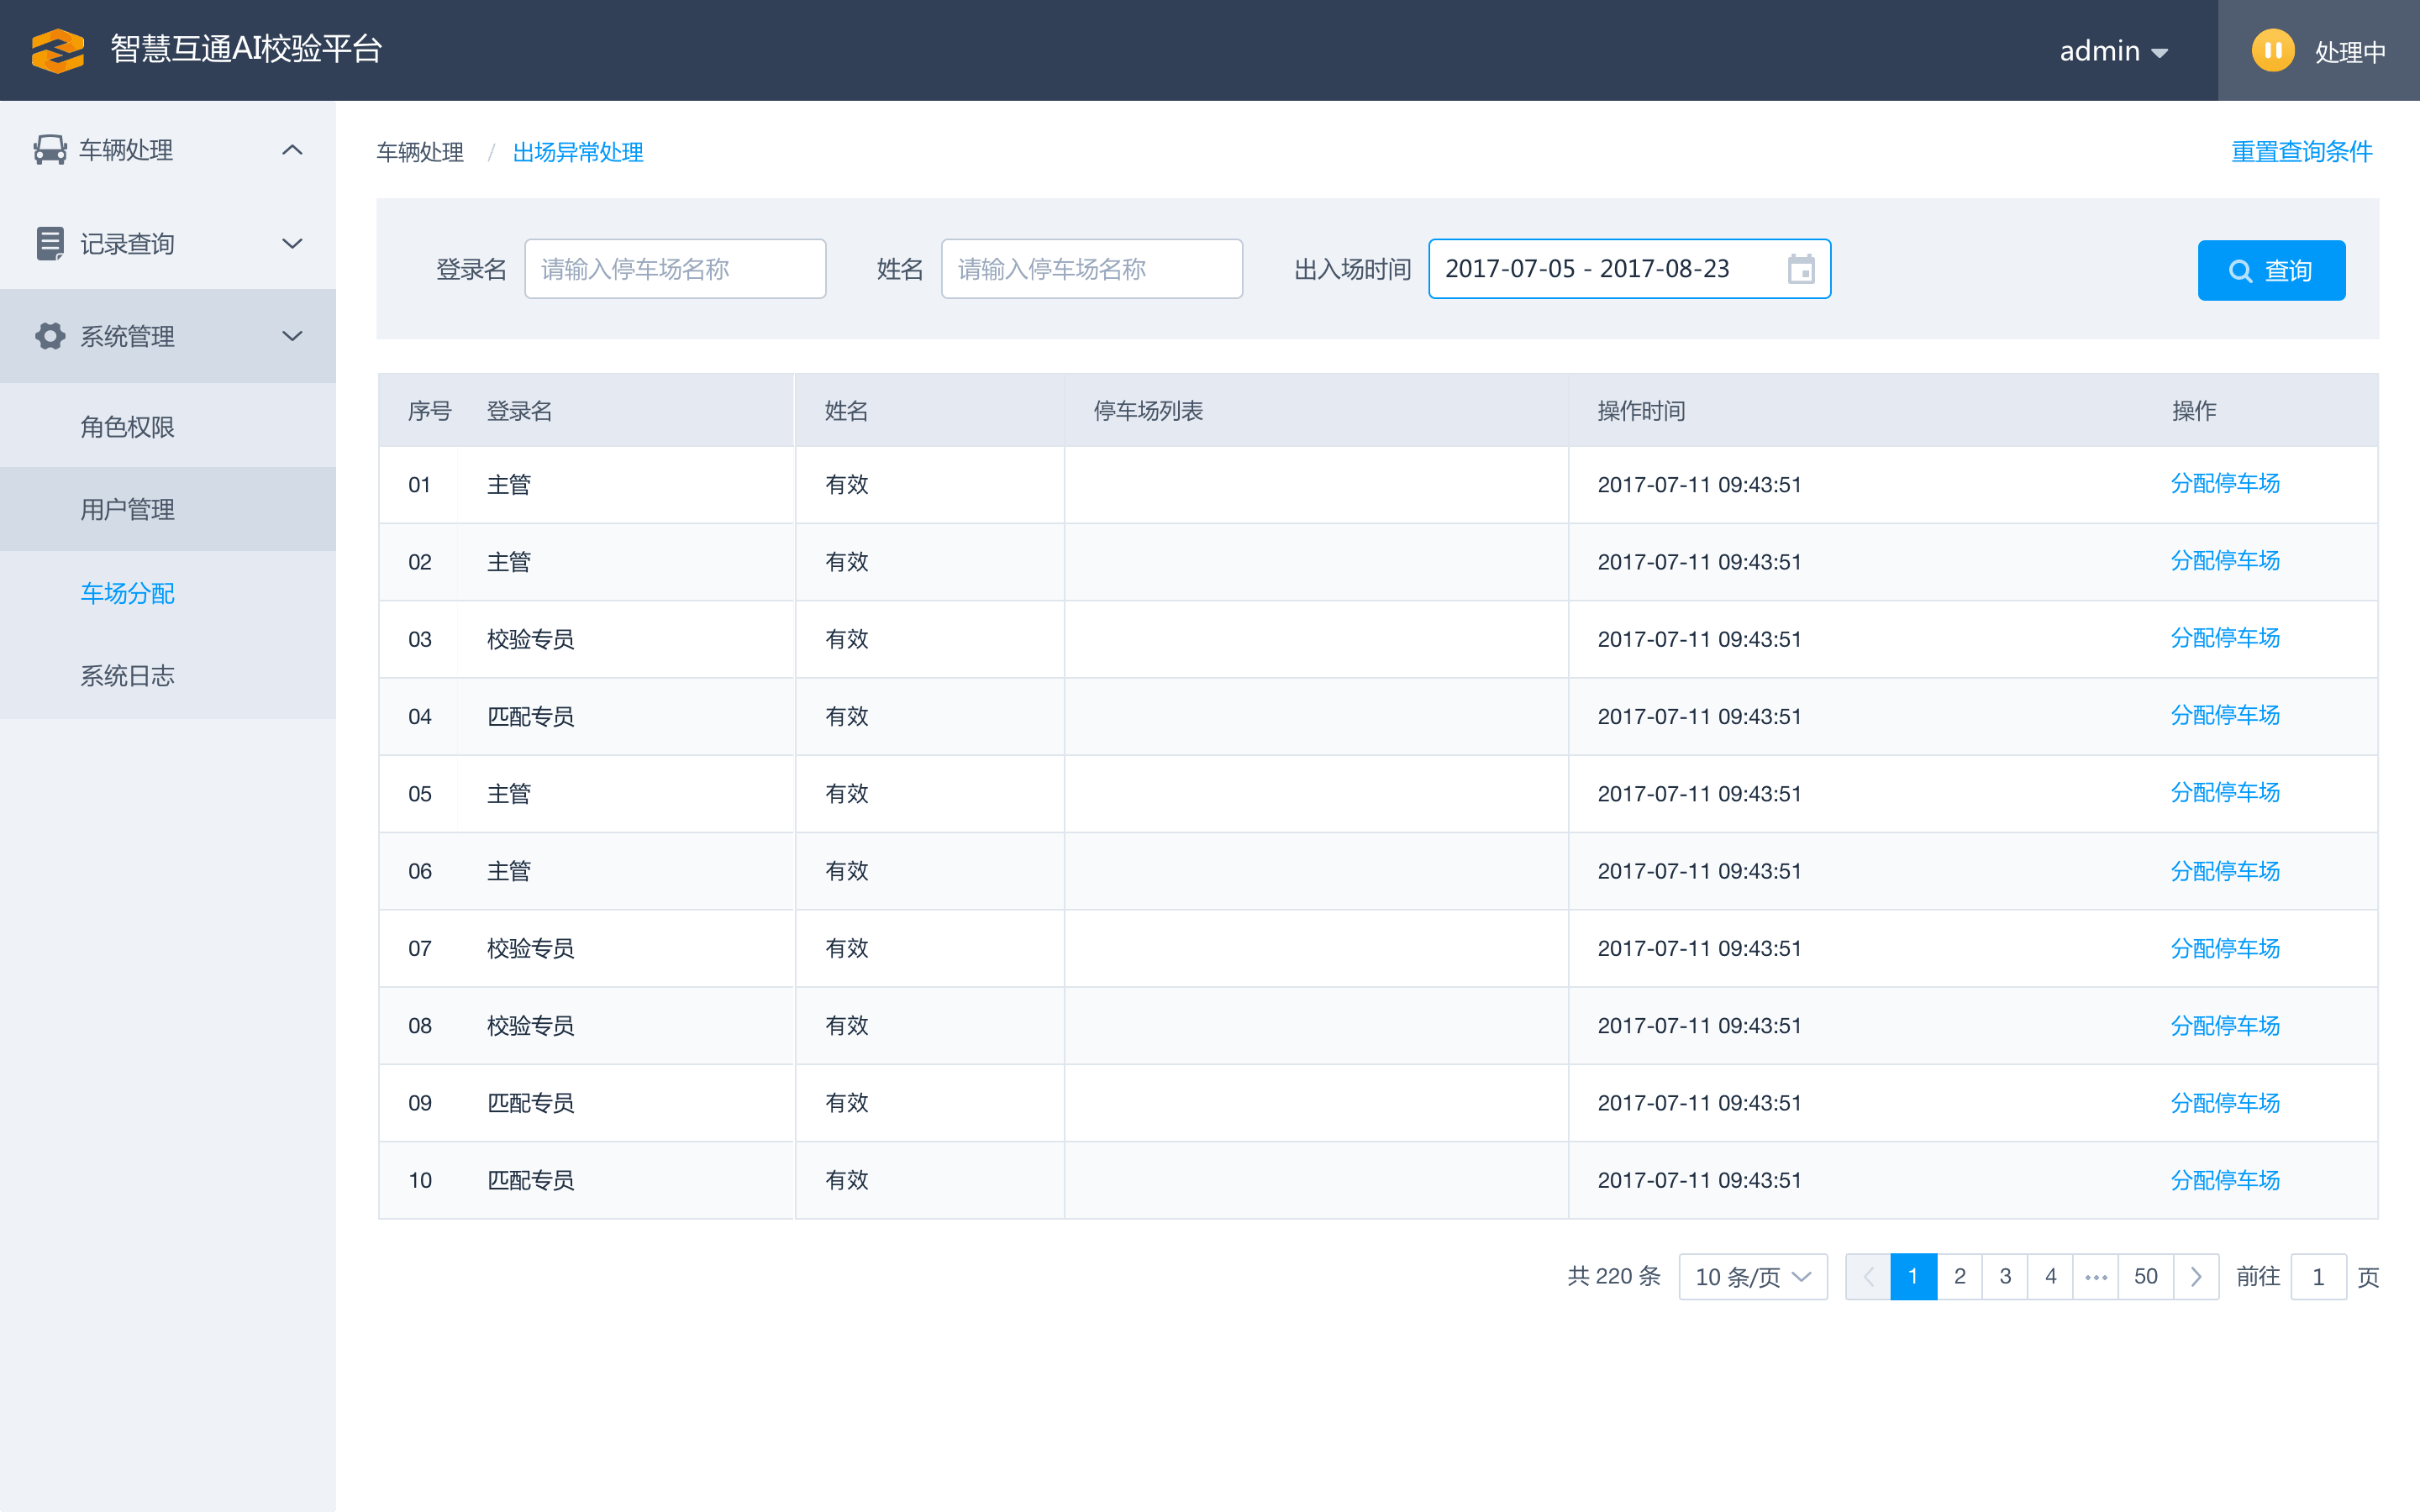 智慧互通AI校验平台
admin
处理中
车辆处理
记录查询
系统管理
角色权限
用户管理
车场分配
系统日志
车辆处理 / 出场异常处理
重置查询条件
登录名 请输入停车场名称 姓名 请输入停车场名称 出入场时间 2017-07-05 - 2017-08-23 查询
序号 登录名 姓名 停车场列表 操作时间 操作
01 主管 有效 2017-07-11 09:43:51 分配停车场
02 主管 有效 2017-07-11 09:43:51 分配停车场
03 校验专员 有效 2017-07-11 09:43:51 分配停车场
04 匹配专员 有效 2017-07-11 09:43:51 分配停车场
05 主管 有效 2017-07-11 09:43:51 分配停车场
06 主管 有效 2017-07-11 09:43:51 分配停车场
07 校验专员 有效 2017-07-11 09:43:51 分配停车场
08 校验专员 有效 2017-07-11 09:43:51 分配停车场
09 匹配专员 有效 2017-07-11 09:43:51 分配停车场
10 匹配专员 有效 2017-07-11 09:43:51 分配停车场
共 220 条 10 条/页 1 2 3 4 ••• 50 前往 1 页